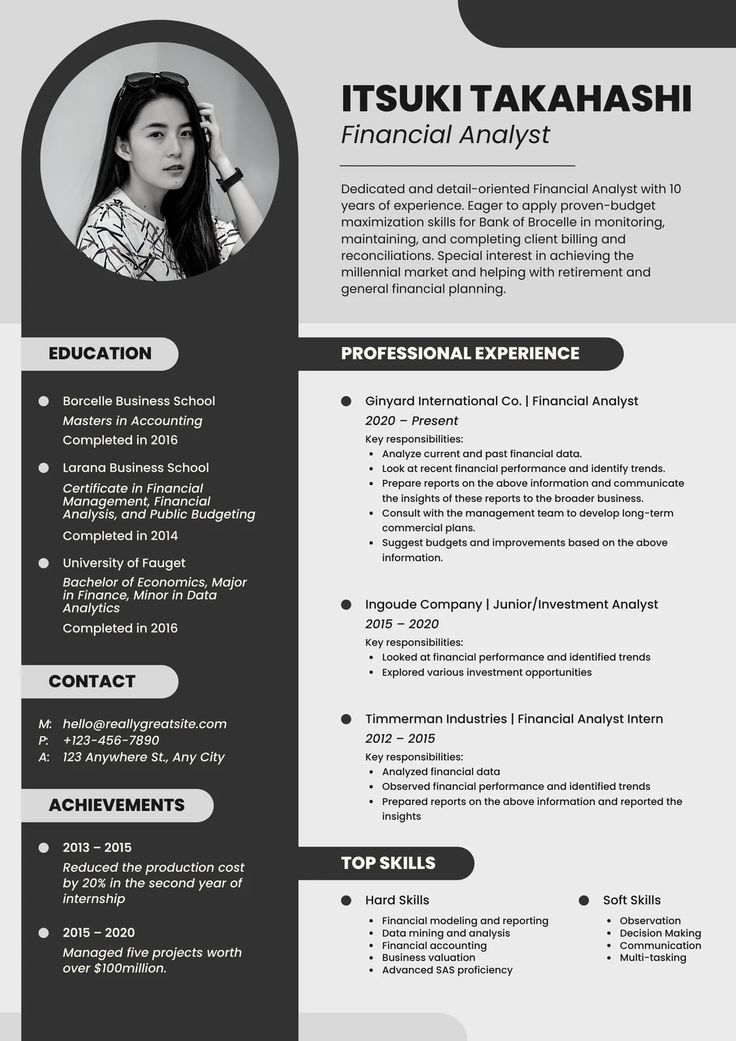 ITSUKI TAKAHASHI
Financial Analyst
Dedicated and detail-oriented Financial Analyst with 10
years of experience. Eager to apply proven-budget
maximization skills for Bank of Brocelle in monitoring,
maintaining, and completing client billing and
reconciliations. Special interest in achieving the
millennial market and helping with retirement and
general financial planning.
EDUCATION
Borcelle Business School
Masters in Accounting
Completed in 2016
Larana Business School
Certificate in Financial
Management, Financial
Analysis, and Public Budgeting
Completed in 2014
University of Fauget
Bachelor of Economics, Major
in Finance, Minor in Data
Analytics
Completed in 2016
CONTACT
M: hello@reallygreatsite.com
P: +123-456-7890
A: 123 Anywhere St., Any City
ACHIEVEMENTS
2013 – 2015
Reduced the production cost
by 20% in the second year of
internship
2015 – 2020
Managed five projects worth
over $100million.
PROFESSIONAL EXPERIENCE
Ginyard International Co. | Financial Analyst
2020 – Present
Key responsibilities:
• Analyze current and past financial data.
• Look at recent financial performance and identify trends.
• Prepare reports on the above information and communicate
the insights of these reports to the broader business.
• Consult with the management team to develop long-term
commercial plans.
• Suggest budgets and improvements based on the above
information.
Ingoude Company | Junior/Investment Analyst
2015 – 2020
Key responsibilities:
• Looked at financial performance and identified trends
• Explored various investment opportunities
Timmerman Industries | Financial Analyst Intern
2012 – 2015
Key responsibilities:
• Analyzed financial data
• Observed financial performance and identified trends
• Prepared reports on the above information and reported the
insights
TOP SKILLS
Hard Skills
• Financial modeling and reporting
• Data mining and analysis
• Financial accounting
• Business valuation
• Advanced SAS proficiency
Soft Skills
• Observation
• Decision Making
• Communication
• Multi-tasking